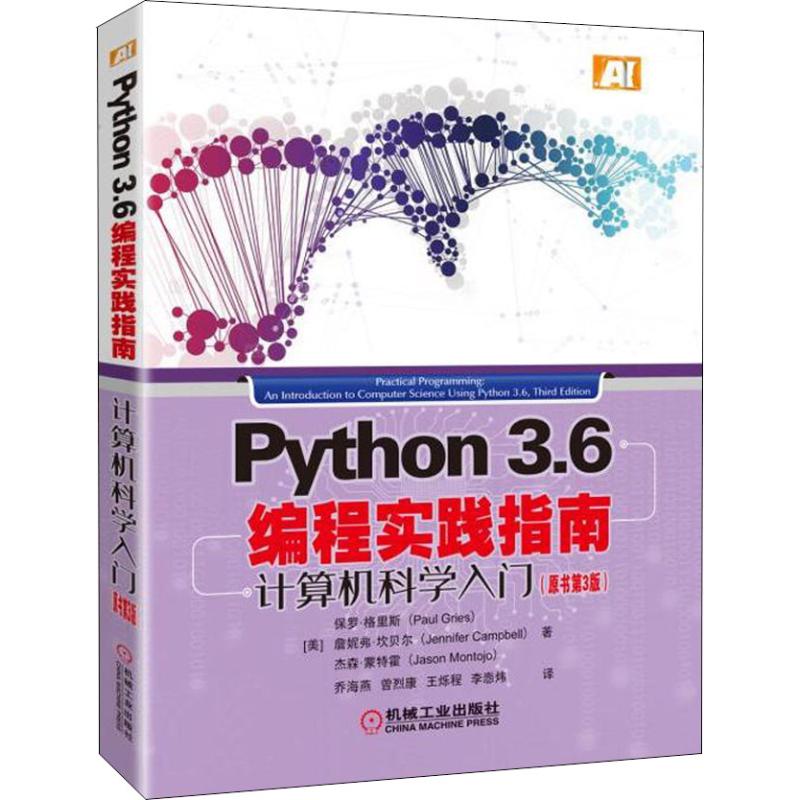 AI
Python 3.6 编程实践指南 计算机科学入门 原书第3版
机械工业出版社
CHINA MACHINE PRESS
AI
Practical Programming:
An Introduction to Computer Science Using Python 3.6, Third Edition
Python 3.6
编程实践指南
计算机科学入门(原书第3版)
保罗·格里斯(Paul Gries)
[美] 詹妮弗·坎贝尔(Jennifer Campbell) 著
杰森·蒙特霍(Jason Montojo)
乔海燕 曾烈康 王烁程 李悫炜 译
机械工业出版社
CHINA MACHINE PRESS